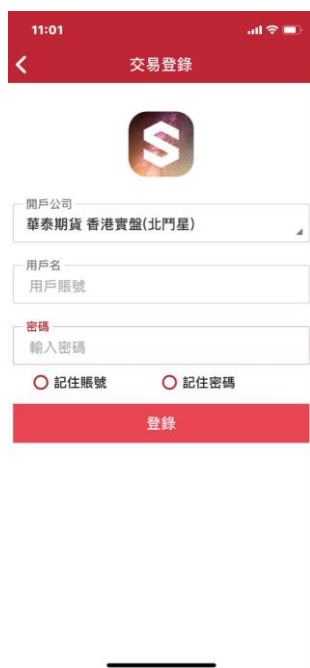 11:01
交易登錄
S
開戶公司
華泰期貨 香港實盤(北鬥星)
用戶名
用戶賬號
密碼
輸入密碼
記住賬號 記住密碼
登錄